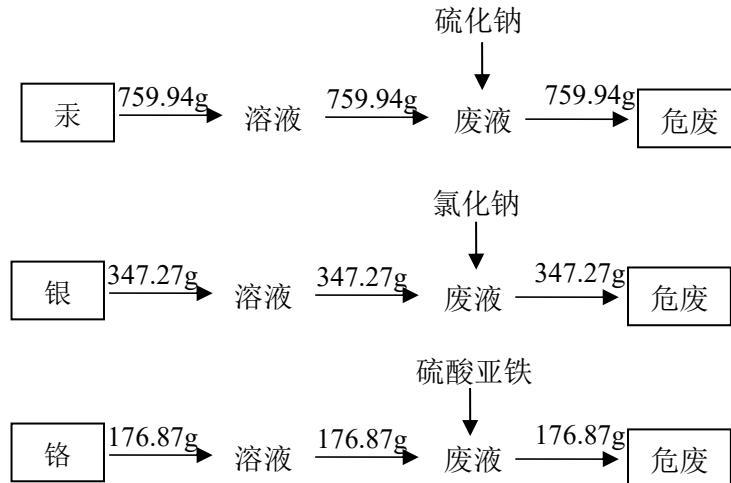 硫化钠
759.94g 759.94g 759.94g
汞 溶液 废液 危废
氯化钠
347.27g 347.27g 347.27g
银 溶液 废液 危废
硫酸亚铁
176.87g 176.87g 176.87g
铬 溶液 废液 危废